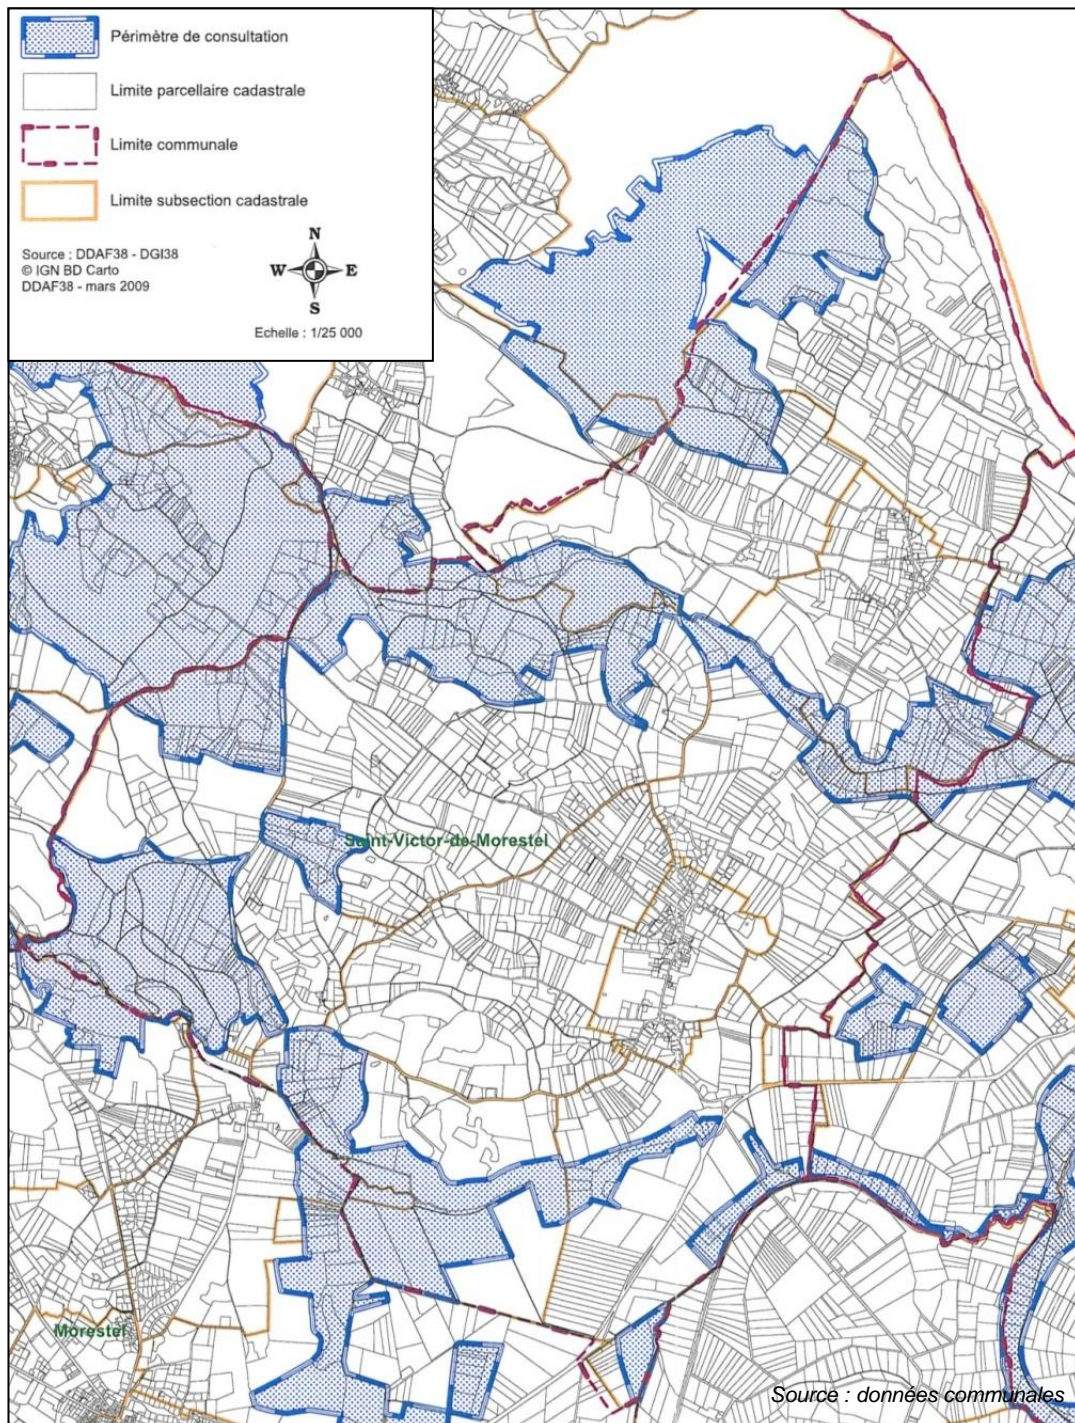 Périmètre de consultation
Limite parcellaire cadastrale
Limite communale
Limite subsection cadastrale
Source : DDAF38 - DGI38
© IGN BD Carto
DDAF38 - mars 2009
N
W E
S
Echelle : 1/25 000
Saint-Victor-de-Morestel
Morestel
Source : données communales